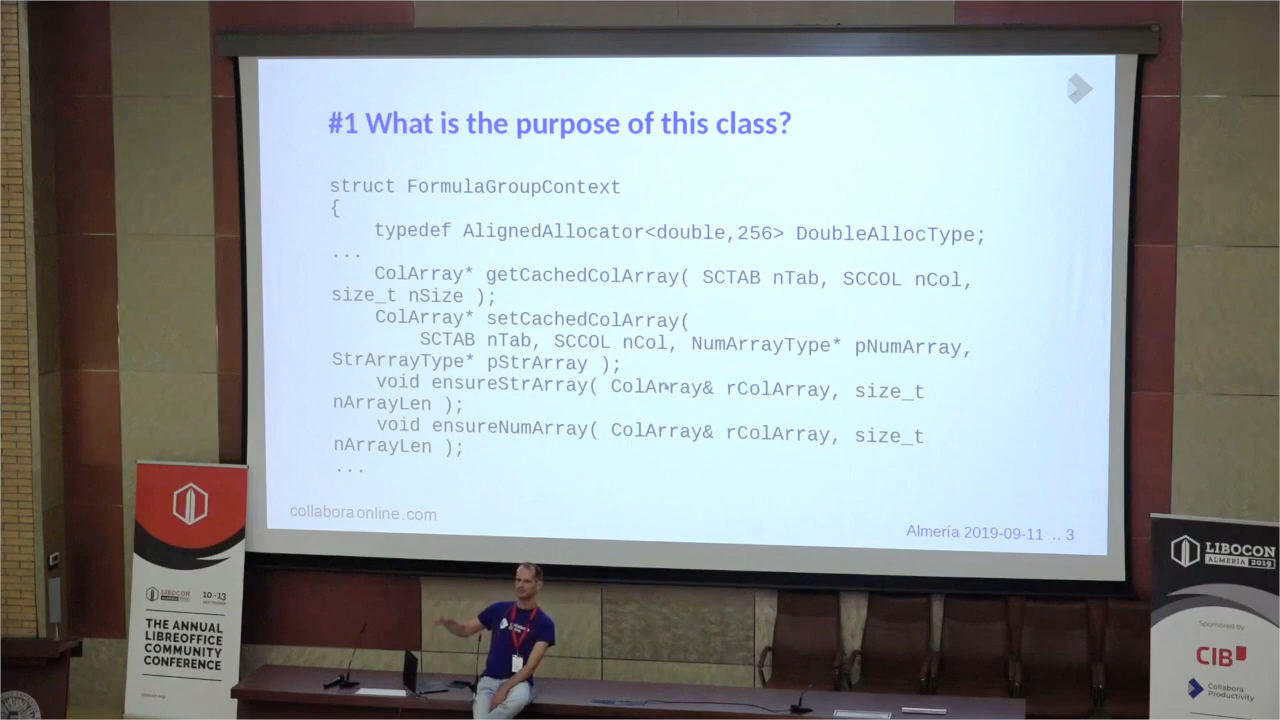 #1 What is the purpose of this class?
struct FormulaGroupContext
{
typedef AlignedAllocator<double,256> DoubleAllocType;
...
ColArray* getCachedColArray( SCTAB nTab, SCCOL nCol,
size_t nSize );
ColArray* setCachedColArray(
SCTAB nTab, SCCOL nCol, NumArrayType* pNumArray,
StrArrayType* pStrArray );
void ensureStrArray( ColArray& rColArray, size_t
nArrayLen );
void ensureNumArray( ColArray& rColArray, size_t
nArrayLen );
...
collaboraonline.com
Almería 2019-09-11 .. 3
LIBOCON
10-13
THE ANNUAL
LIBREOFFICE
COMMUNITY
CONFERENCE
LIBOCON
ALMERÍA 2019
Sponsored by
CIB
Collabora
Productivity